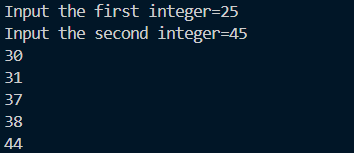 Input the first integer=25
Input the second integer=45
30
31
37
38
44